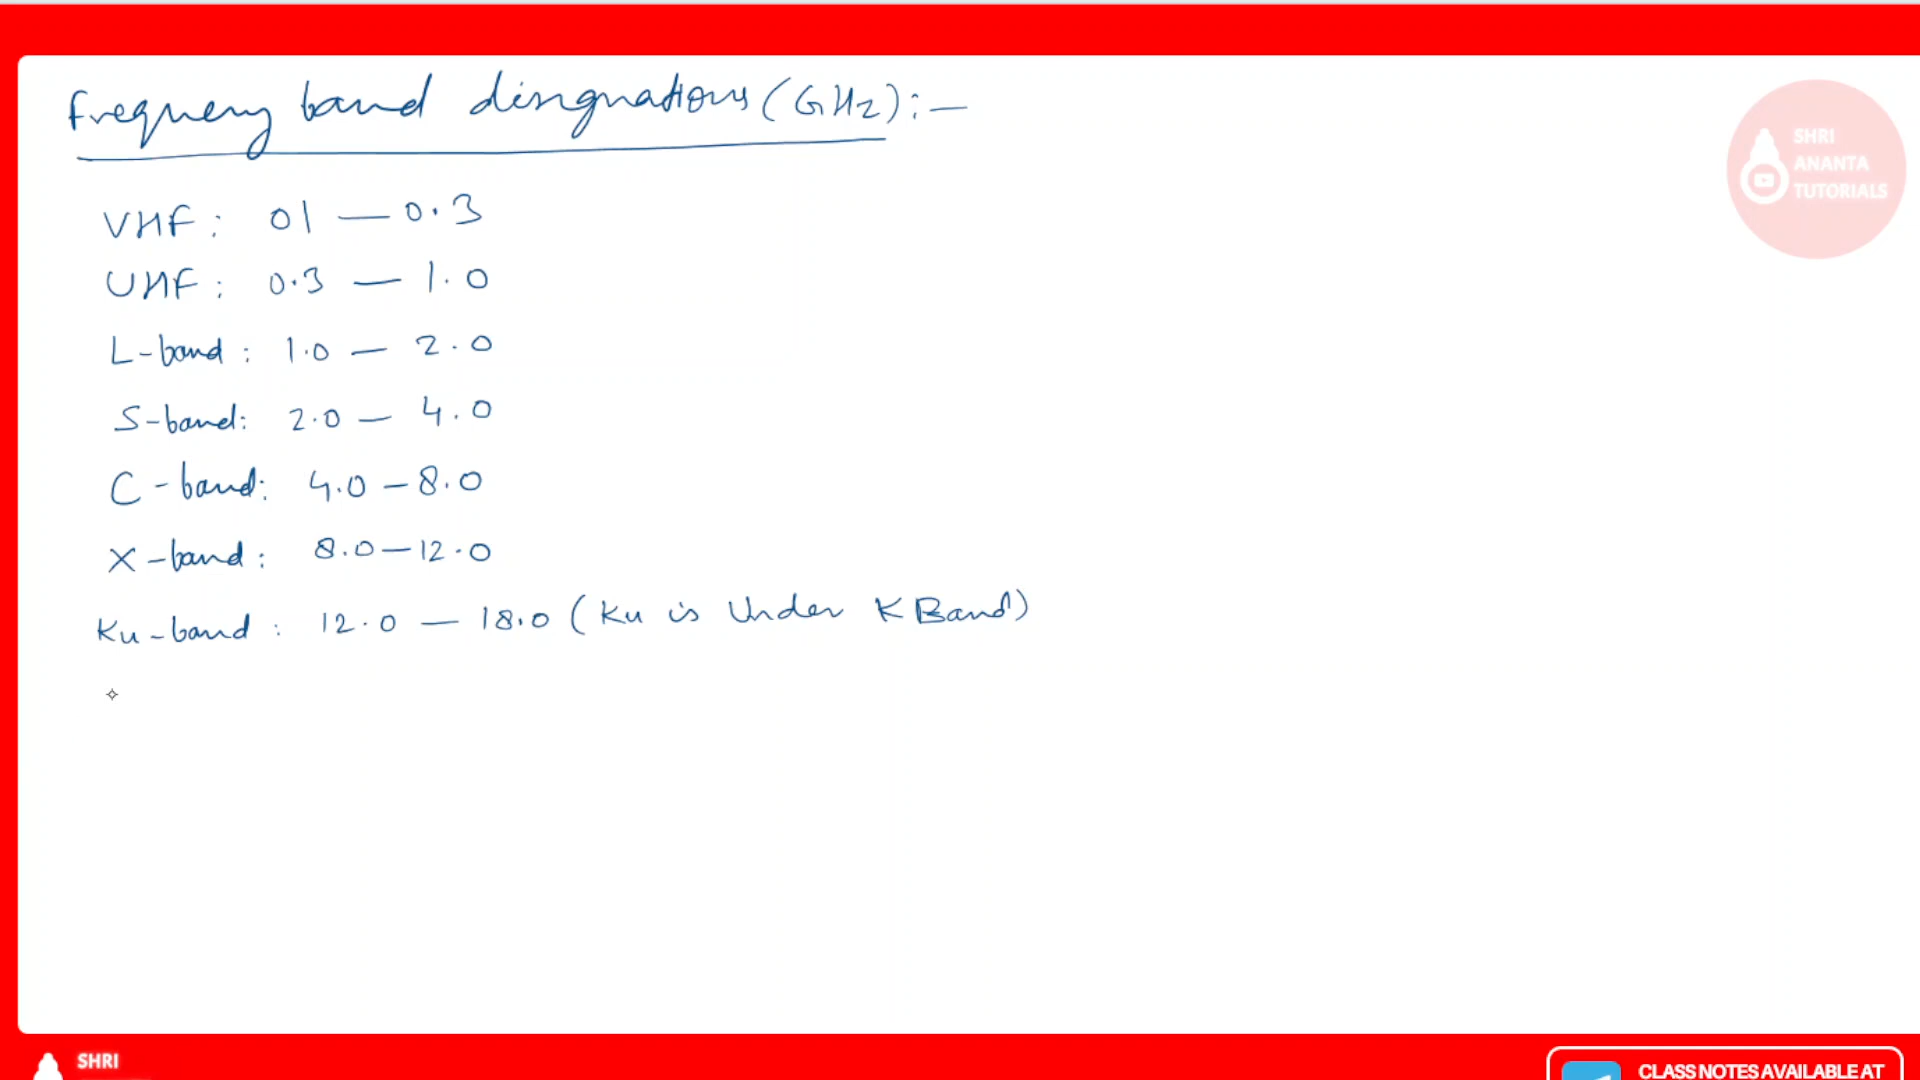 Frequency band disngnations (GHz):-
SHRI
ANANTA
TUTORIALS
VHF: 01 — 0.3
UHF: 0.3 — 1.0
L-band: 1.0 — 2.0
S-band: 2.0 — 4.0
C-band: 4.0 — 8.0
X-band: 8.0 — 12.0
Ku-band: 12.0 — 18.0 (Ku is Under K Band)
SHRI
CLASS NOTES AVAILABLE AT